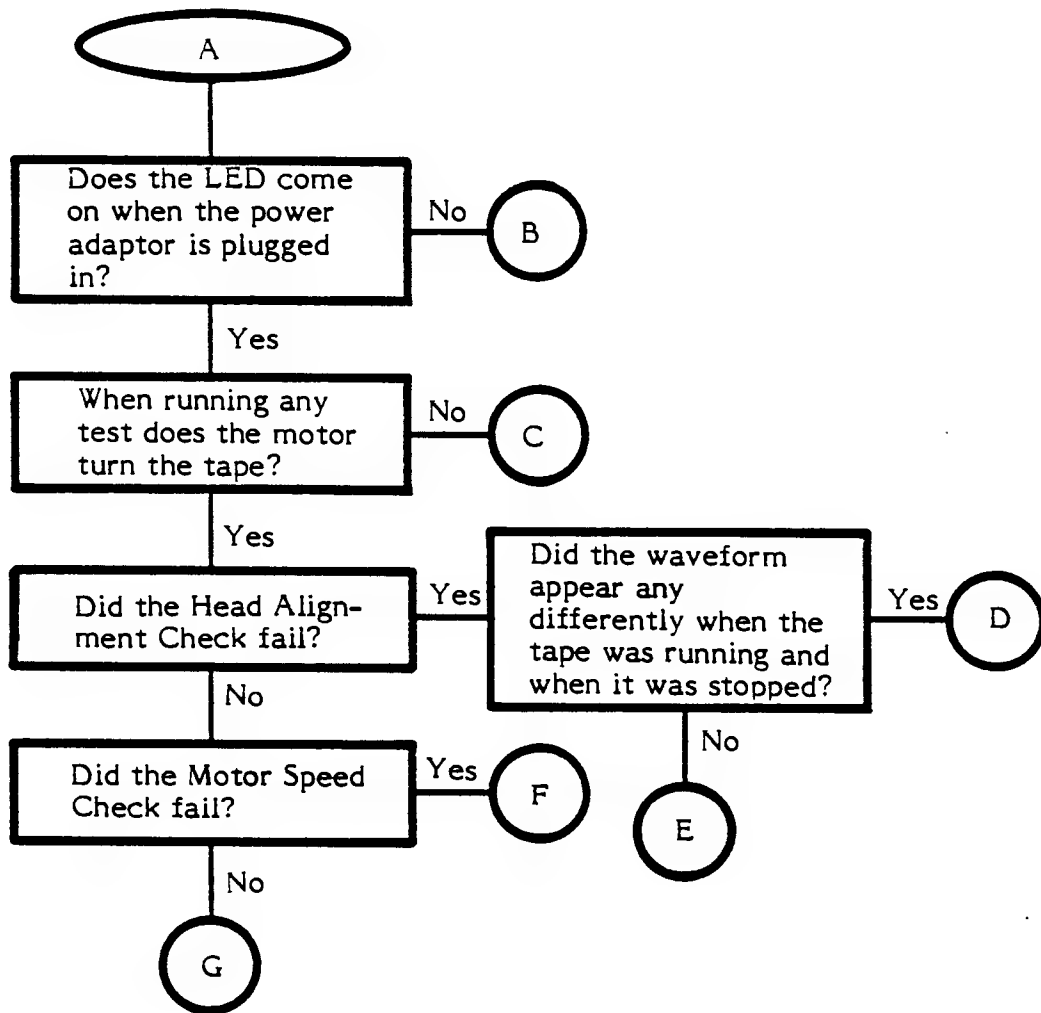 A
Does the LED come
on when the power
adaptor is plugged
in?
No
B
Yes
When running any
test does the motor
turn the tape?
No
C
Yes
Did the Head Align-
ment Check fail?
Yes
Did the waveform
appear any
differently when the
tape was running and
when it was stopped?
Yes
D
No
E
No
Did the Motor Speed
Check fail?
Yes
F
No
G